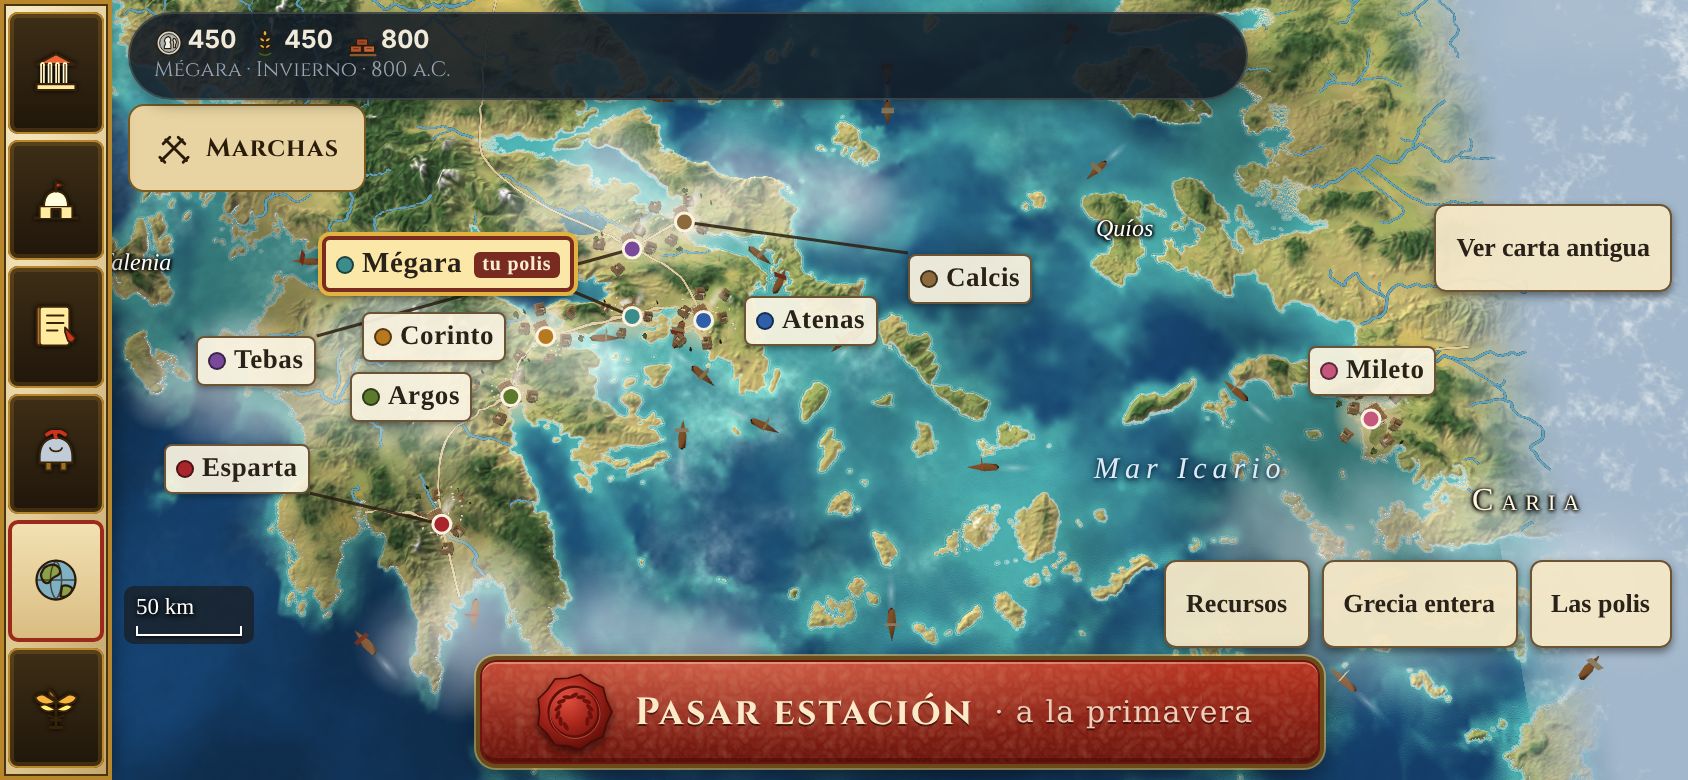 450 450 800
Mégara · Invierno · 800 a.C.
Marchas
Quíos
Ver carta antigua
alenia
Mégara tu polis
Calcis
Atenas
Corinto
Tebas
Argos
Mileto
Esparta
Mar Icario
Caria
50 km
Recursos
Grecia entera
Las polis
Pasar estación · a la primavera